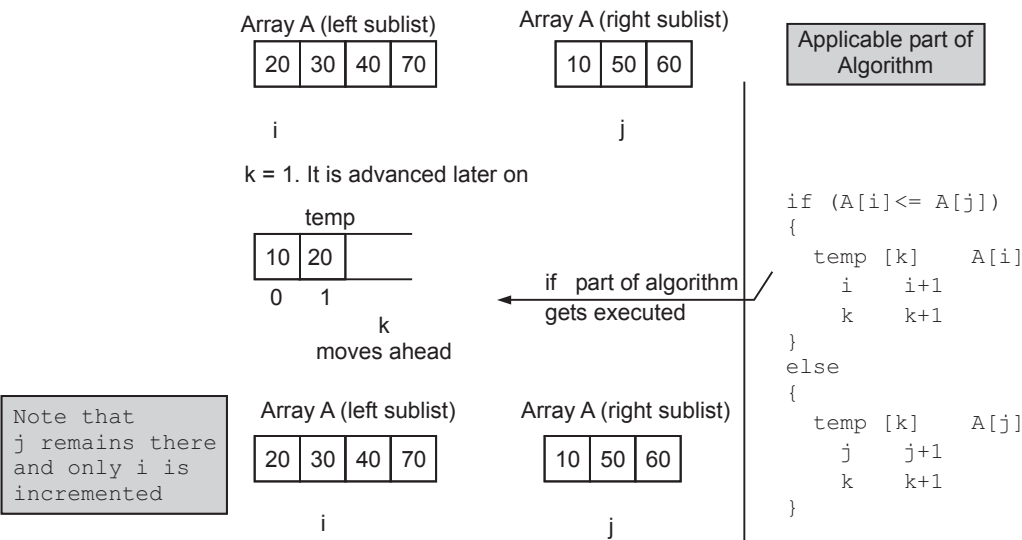 Array A (left sublist)
20 30 40 70
i
Array A (right sublist)
10 50 60
j
k = 1. It is advanced later on
temp
10 20
0 1
k
moves ahead
if part of algorithm
gets executed
Note that
j remains there
and only i is
incremented
Array A (left sublist)
20 30 40 70
i
Array A (right sublist)
10 50 60
j
Applicable part of
Algorithm
if (A[i]<= A[j])
{
temp [k] A[i]
i i+1
k k+1
}
else
{
temp [k] A[j]
j j+1
k k+1
}